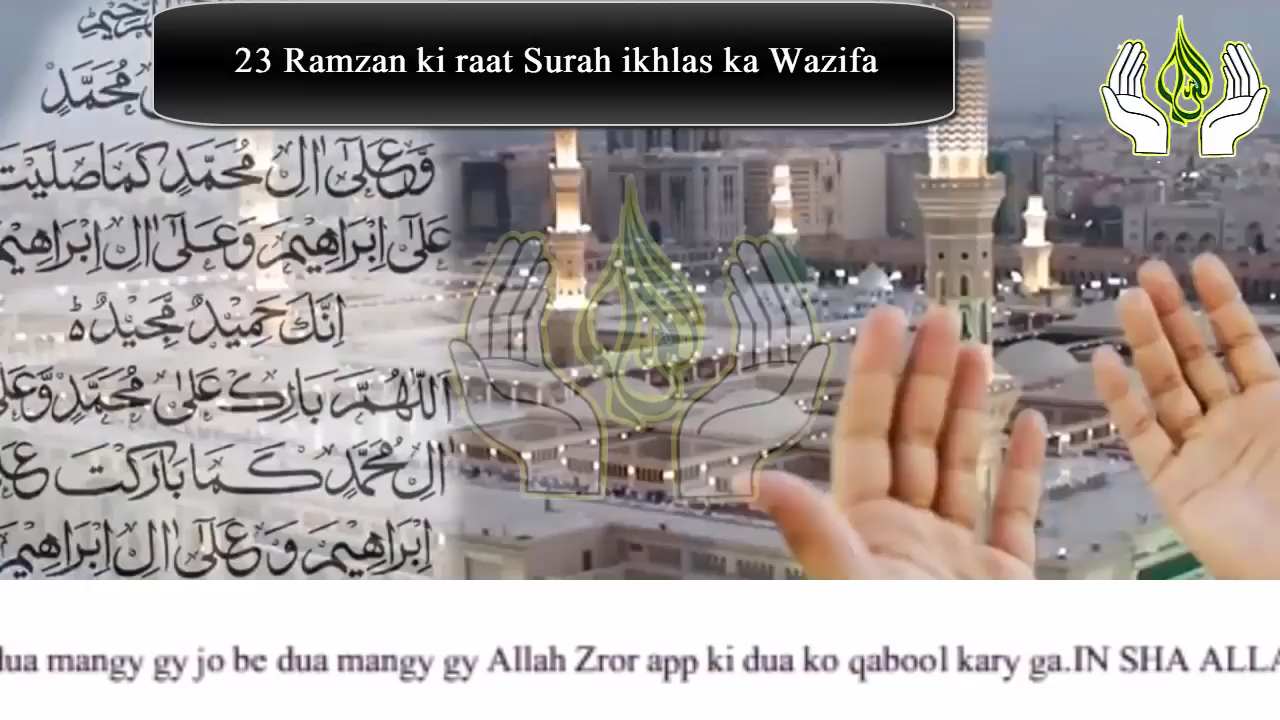 23 Ramzan ki raat Surah ikhlas ka Wazifa
مُحَمَّدٍ
وَّعَلٰٓى اٰلِ مُحَمَّدٍ كَمَا صَلَّيْتَ
عَلٰٓى اِبْرَاهِيْمَ وَعَلٰٓى اٰلِ اِبْرَاهِيْمَ
اِنَّكَ حَمِيْدٌ مَّجِيْدٌ ؕ
اَللّٰهُمَّ بَارِكْ عَلٰى مُحَمَّدٍ وَّعَلٰٓى
اٰلِ مُحَمَّدٍ كَمَا بَارَكْتَ
اِبْرَاهِيْمَ وَعَلٰٓى اٰلِ اِبْرَاهِيْمَ
mangy gy jo be dua mangy gy Allah Zror app ki dua ko qabool kary ga.IN SHA